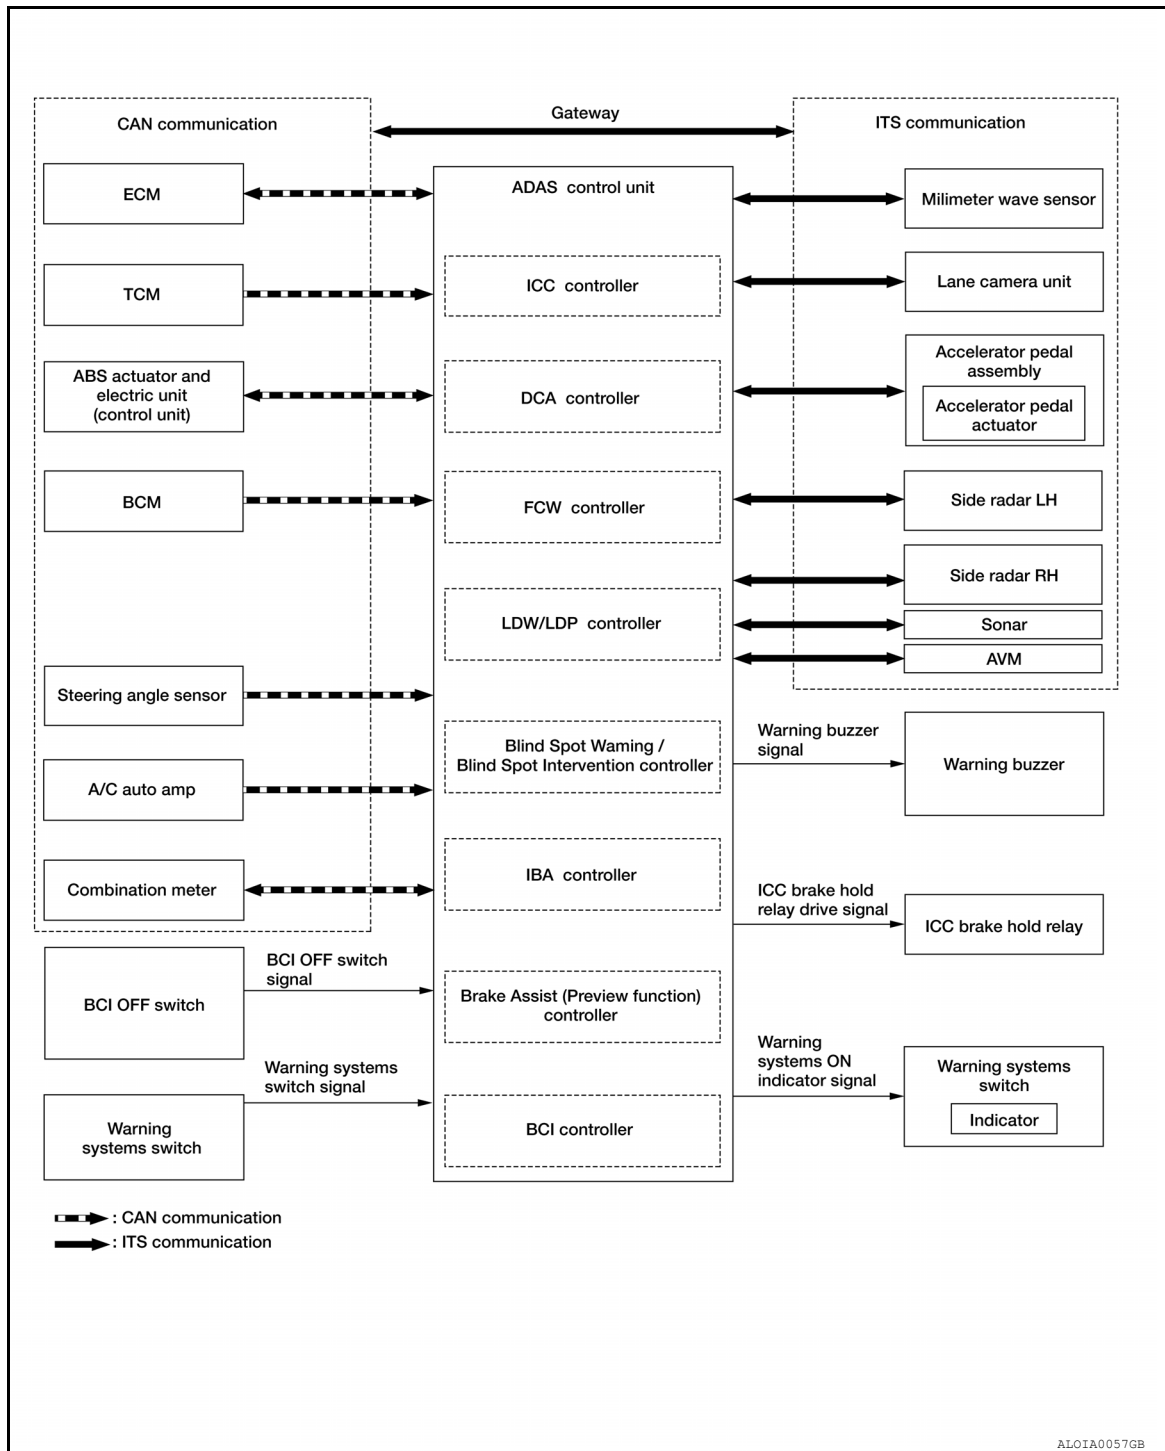 Gateway
CAN communication
ITS communication
ECM
TCM
ABS actuator and
electric unit
(control unit)
BCM
Steering angle sensor
A/C auto amp
Combination meter
BCI OFF switch
BCI OFF switch
signal
Warning
systems switch
Warning systems
switch signal
ADAS control unit
ICC controller
DCA controller
FCW controller
LDW/LDP controller
Blind Spot Waming /
Blind Spot Intervention controller
IBA controller
Brake Assist (Preview function)
controller
BCI controller
Milimeter wave sensor
Lane camera unit
Accelerator pedal
assembly
Accelerator pedal
actuator
Side radar LH
Side radar RH
Sonar
AVM
Warning buzzer
signal
Warning buzzer
ICC brake hold
relay drive signal
ICC brake hold relay
Warning
systems ON
indicator signal
Warning systems
switch
Indicator
: CAN communication
: ITS communication
ALOIA0057GB